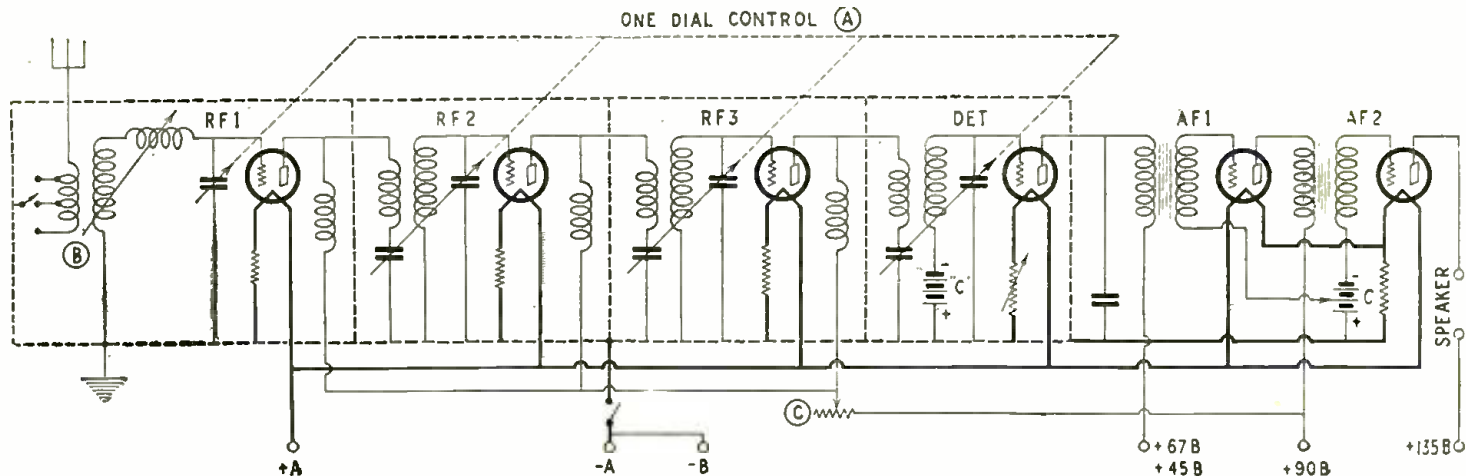 ONE DIAL CONTROL (A)
RF1 RF2 RF3 DET AF1 AF2
B
- "C" +
- C +
SPEAKER
C
+A -A -B +67B +90B +135B
+45B